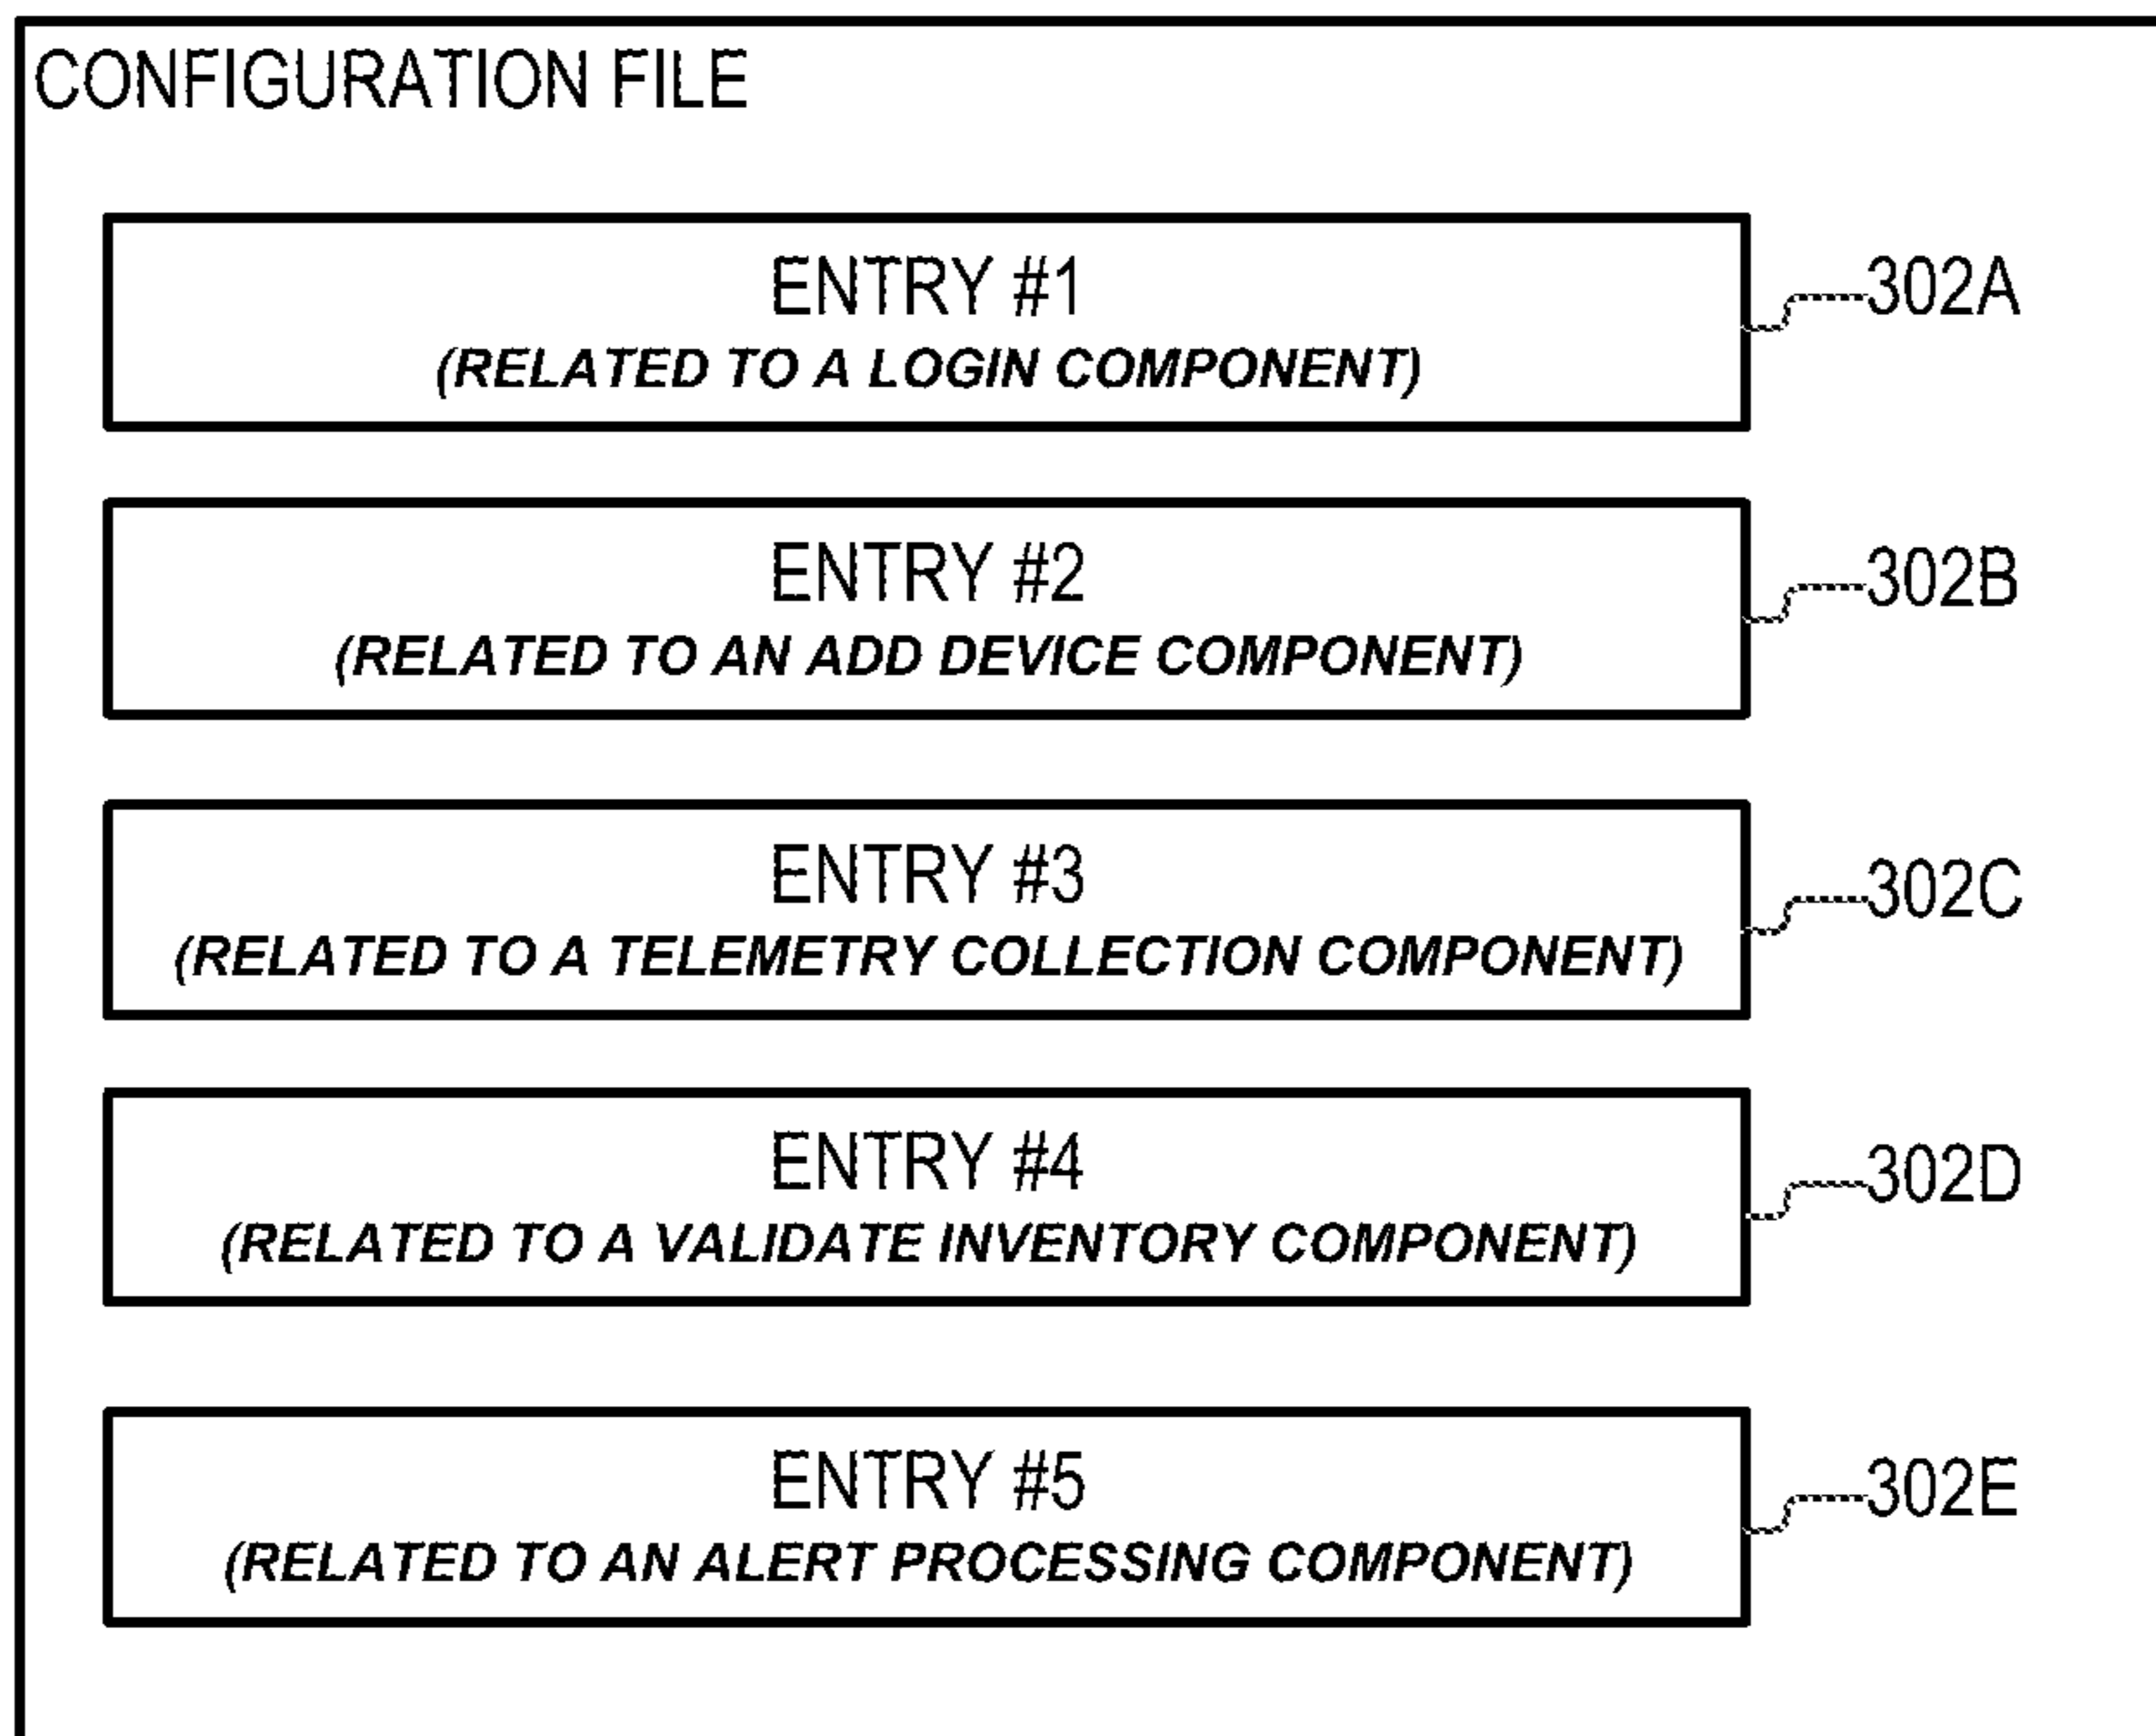 CONFIGURATION FILE
ENTRY #1
(RELATED TO A LOGIN COMPONENT)
302A
ENTRY #2
(RELATED TO AN ADD DEVICE COMPONENT)
302B
ENTRY #3
(RELATED TO A TELEMETRY COLLECTION COMPONENT)
302C
ENTRY #4
(RELATED TO A VALIDATE INVENTORY COMPONENT)
302D
ENTRY #5
(RELATED TO AN ALERT PROCESSING COMPONENT)
302E